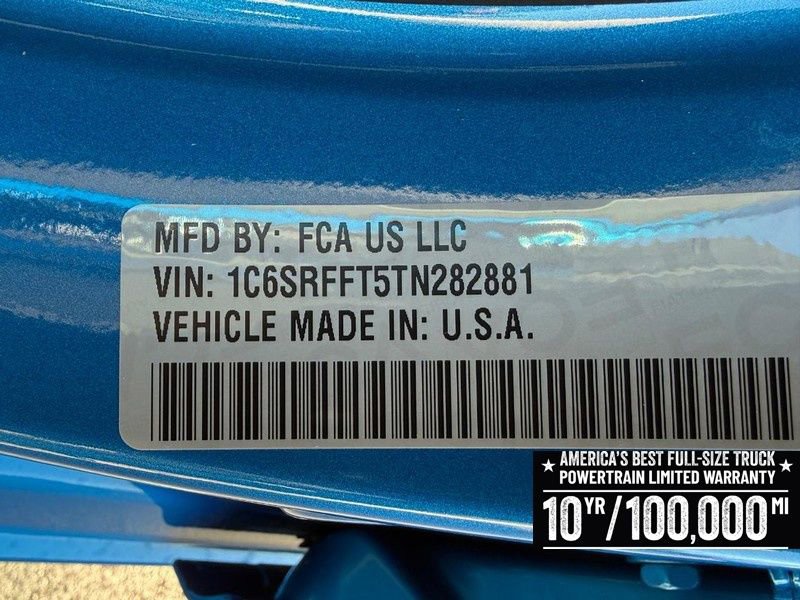 MFD BY: FCA US LLC
VIN: 1C6SRFFT5TN282881
VEHICLE MADE IN: U.S.A.
★ AMERICA'S BEST FULL-SIZE TRUCK ★
POWERTRAIN LIMITED WARRANTY
10YR/100,000MI